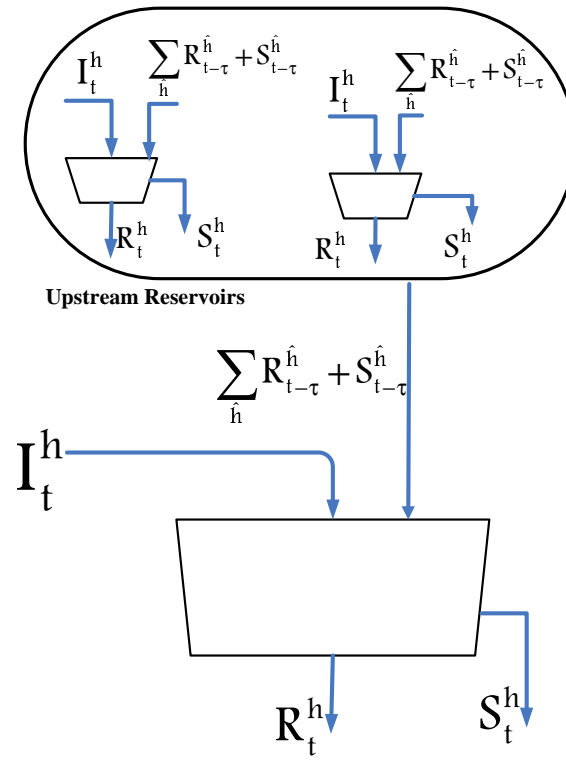 I_t^h
∑_ĥ R_{t−τ}^ĥ + S_{t−τ}^ĥ
R_t^h
S_t^h
I_t^h
∑_ĥ R_{t−τ}^ĥ + S_{t−τ}^ĥ
R_t^h
S_t^h
Upstream Reservoirs
∑_ĥ R_{t−τ}^ĥ + S_{t−τ}^ĥ
I_t^h
R_t^h
S_t^h